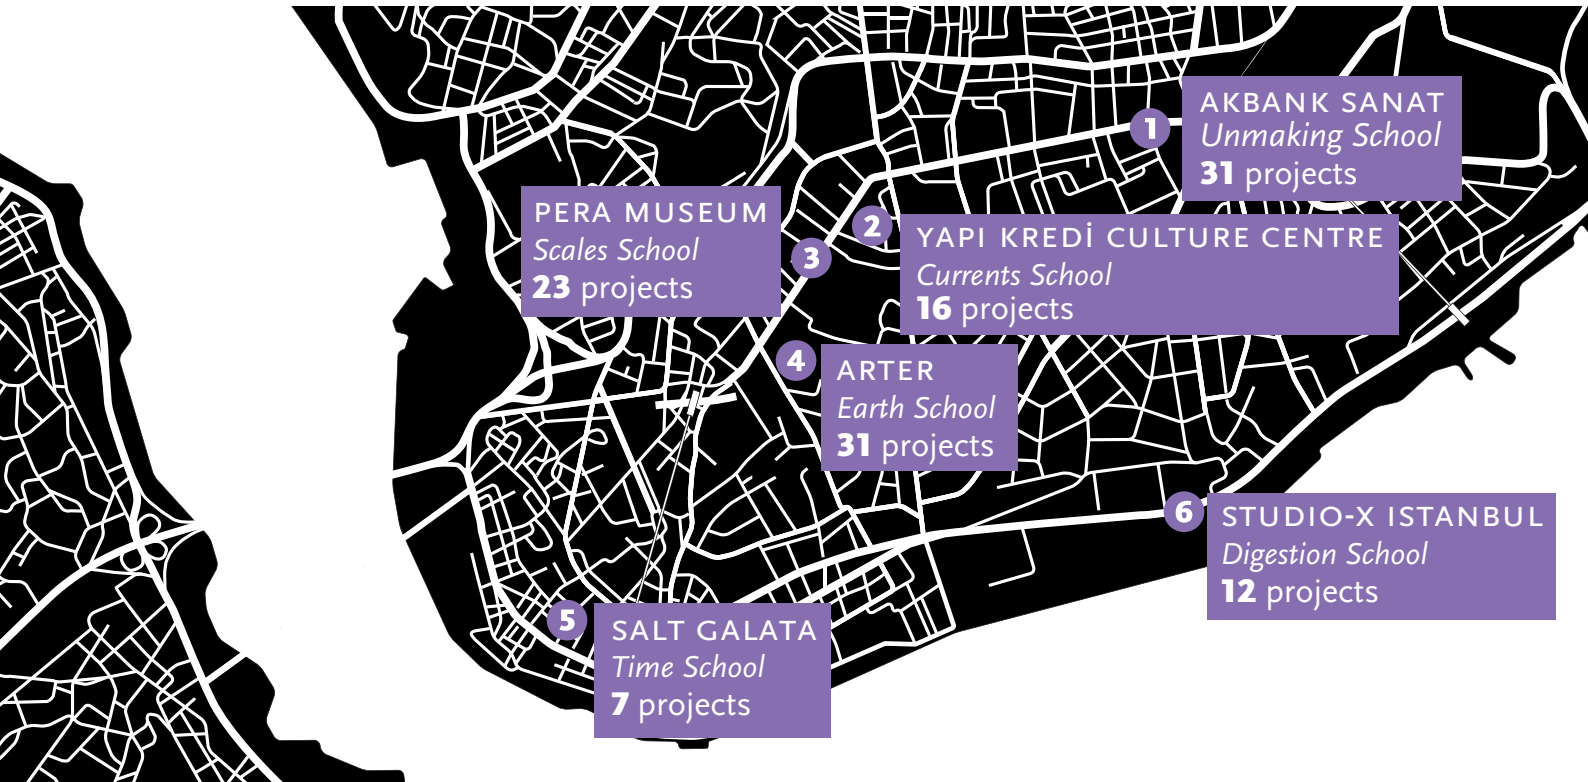 1
AKBANK SANAT
Unmaking School
31 projects
2
YAPI KREDİ CULTURE CENTRE
Currents School
16 projects
3
PERA MUSEUM
Scales School
23 projects
4
ARTER
Earth School
31 projects
5
SALT GALATA
Time School
7 projects
6
STUDIO-X ISTANBUL
Digestion School
12 projects